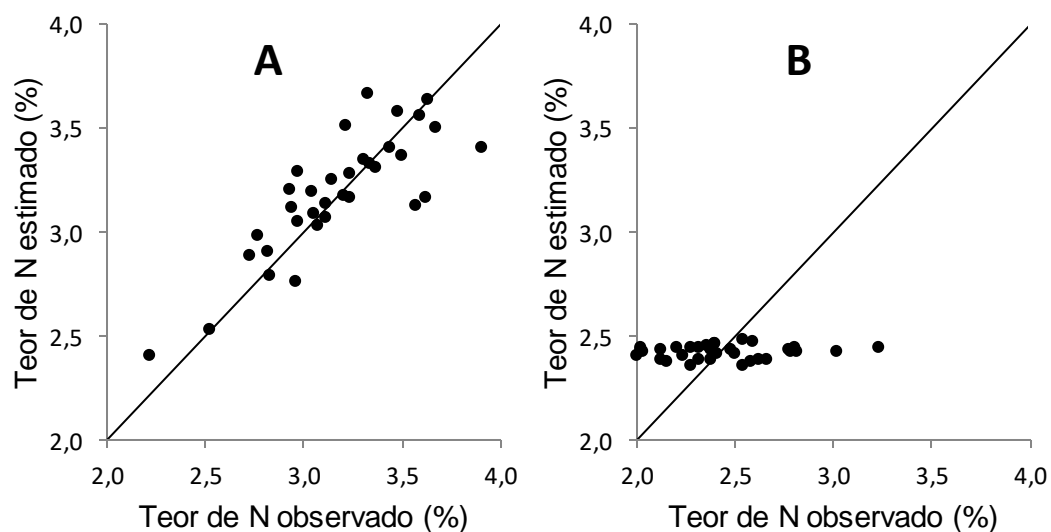 A
Teor de N estimado (%)
4,0
3,5
3,0
2,5
2,0
2,0 2,5 3,0 3,5 4,0
Teor de N observado (%)
B
Teor de N estimado (%)
4,0
3,5
3,0
2,5
2,0
2,0 2,5 3,0 3,5 4,0
Teor de N observado (%)